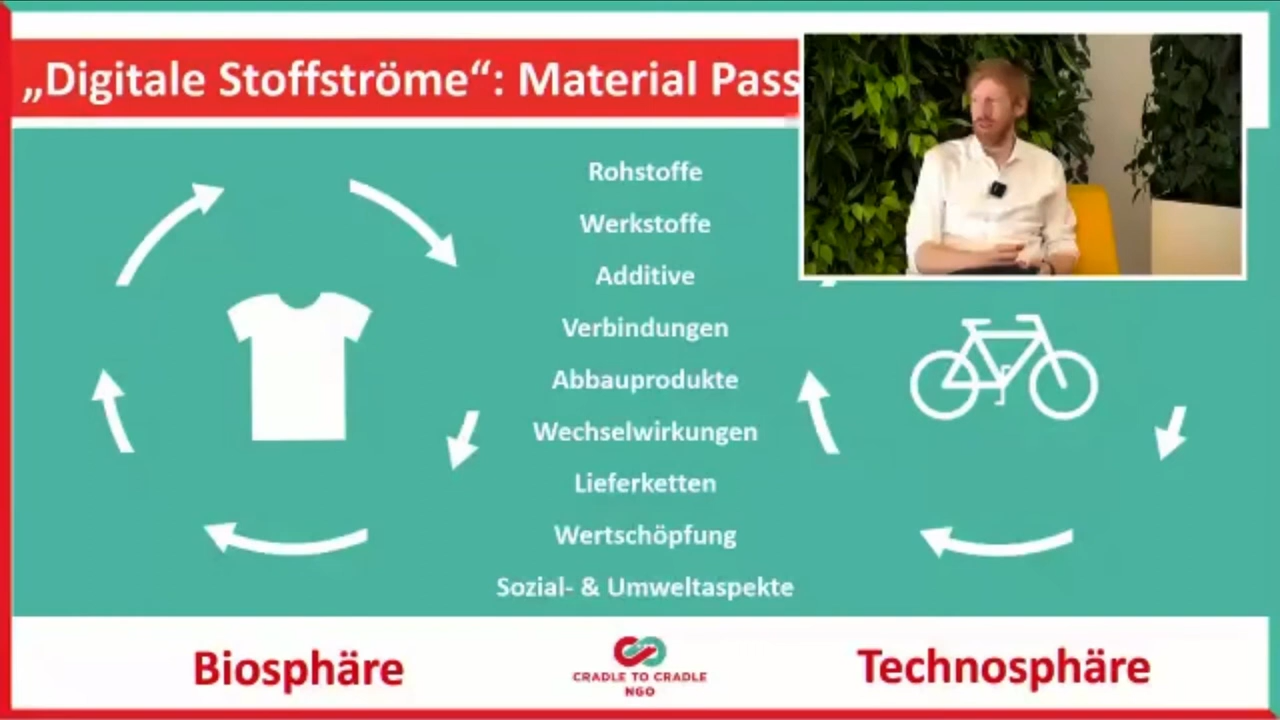 „Digitale Stoffströme“: Material Pass
Rohstoffe
Werkstoffe
Additive
Verbindungen
Abbauprodukte
Wechselwirkungen
Lieferketten
Wertschöpfung
Sozial- & Umweltaspekte
Biosphäre
CRADLE TO CRADLE
NGO
Technosphäre